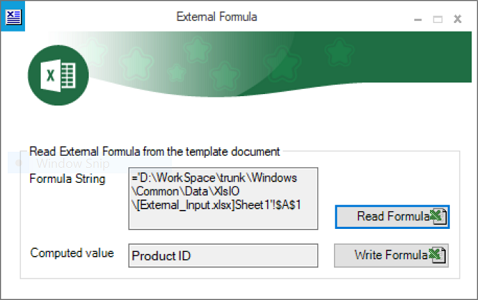 External Formula
Read External Formula from the template document
Window Snip
Formula String
='D:\WorkSpace\trunk\Windows
\Common\Data\XlsIO
\[External_Input.xlsx]Sheet1'!$A$1
Read Formula
Computed value
Product ID
Write Formula